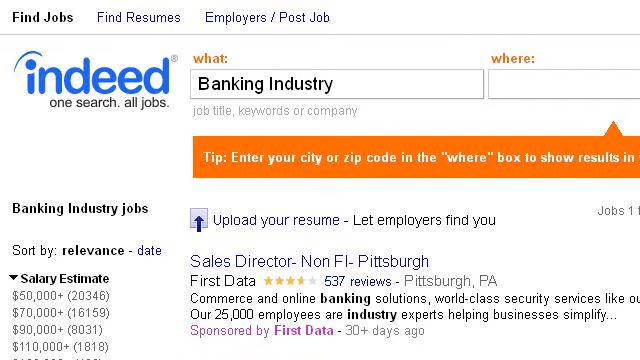 Find Jobs Find Resumes Employers / Post Job
what: where:
indeed®
Banking Industry
one search. all jobs.
job title, keywords or company
Tip: Enter your city or zip code in the "where" box to show results in
Banking Industry jobs
Jobs 1
Upload your resume - Let employers find you
Sort by: relevance - date
Sales Director- Non FI- Pittsburgh
Salary Estimate
First Data 537 reviews - Pittsburgh, PA
$50,000+ (20346)
Commerce and online banking solutions, world-class security services like
$70,000+ (16159)
Our 25,000 employees are industry experts helping businesses simplify...
$90,000+ (8031)
Sponsored by First Data - 30+ days ago
$110,000+ (1818)